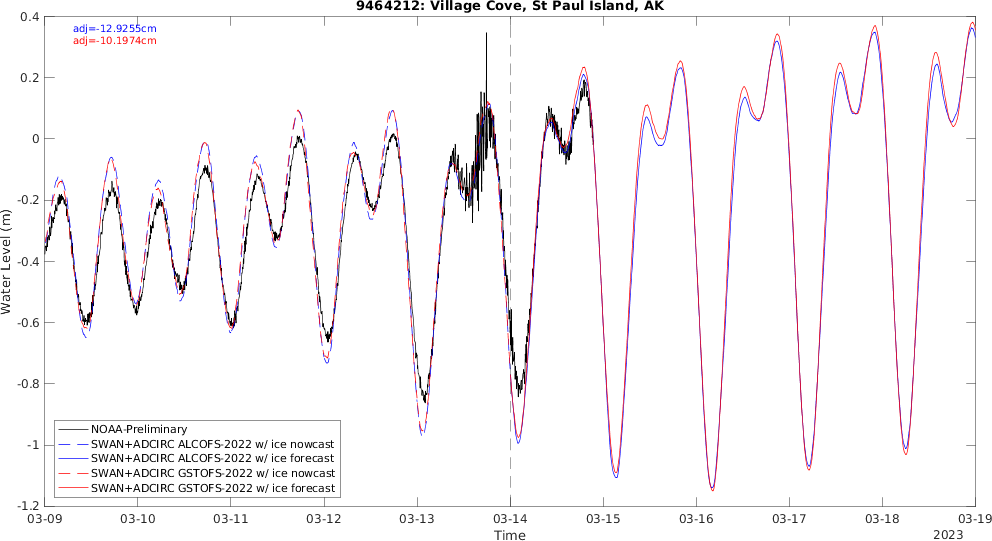 9464212: Village Cove, St Paul Island, AK
adj=-12.9255cm
adj=-10.1974cm
0.4
0.2
0
-0.2
-0.4
-0.6
-0.8
-1
-1.2
Water Level (m)
NOAA-Preliminary
SWAN+ADCIRC ALCOFS-2022 w/ ice nowcast
SWAN+ADCIRC ALCOFS-2022 w/ ice forecast
SWAN+ADCIRC GSTOFS-2022 w/ ice nowcast
SWAN+ADCIRC GSTOFS-2022 w/ ice forecast
03-09 03-10 03-11 03-12 03-13 03-14 03-15 03-16 03-17 03-18 03-19
Time
2023